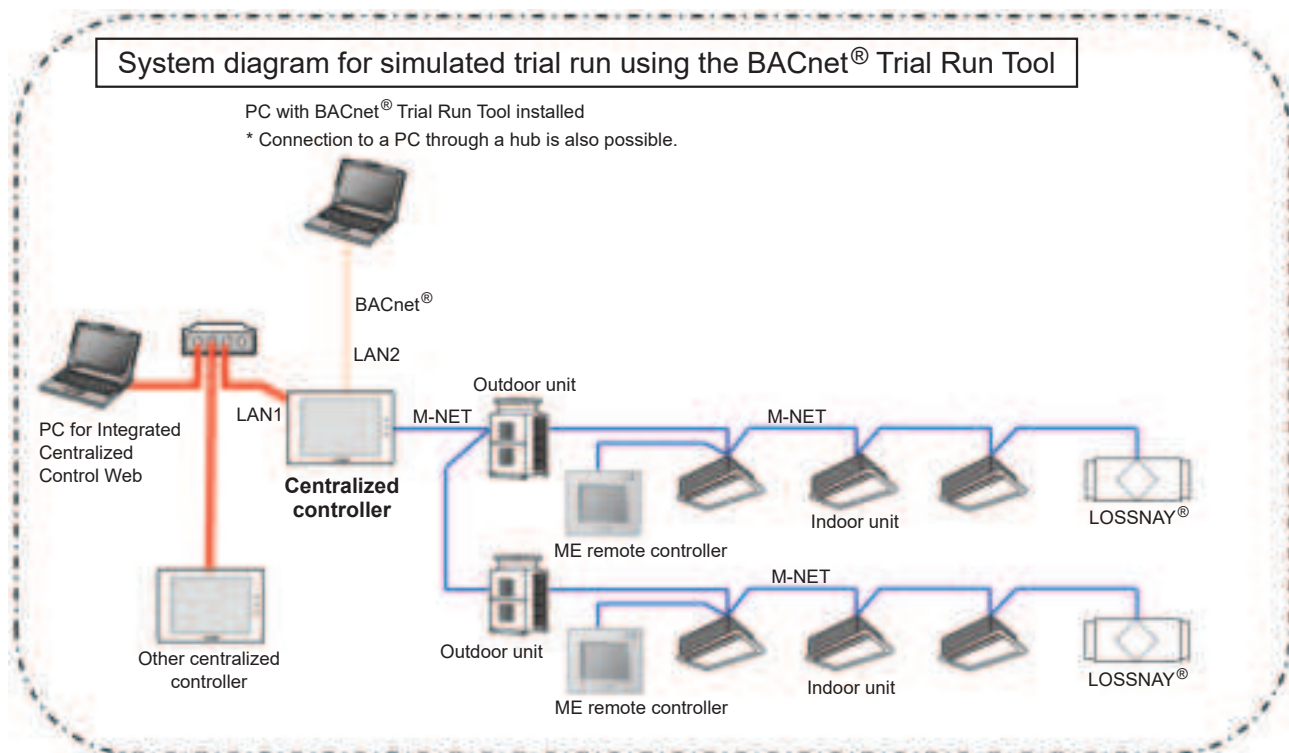 System diagram for simulated trial run using the BACnet® Trial Run Tool
PC with BACnet® Trial Run Tool installed
* Connection to a PC through a hub is also possible.
BACnet®
LAN2
LAN1
PC for Integrated
Centralized
Control Web
Centralized
controller
M-NET
Outdoor unit
M-NET
ME remote controller
Indoor unit
LOSSNAY®
Other centralized
controller
Outdoor unit
M-NET
ME remote controller
Indoor unit
LOSSNAY®